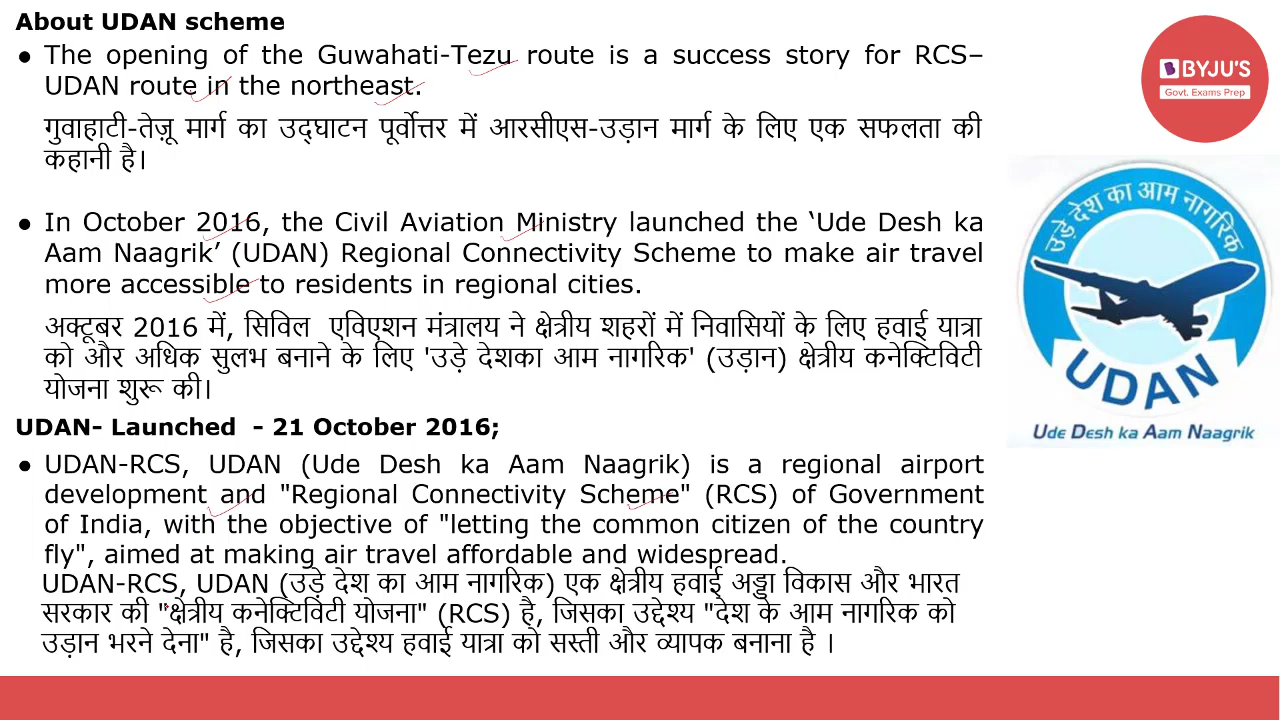 About UDAN scheme
● The opening of the Guwahati-Tezu route is a success story for RCS–
UDAN route in the northeast.
गुवाहाटी-तेज़ू मार्ग का उद्घाटन पूर्वोत्तर में आरसीएस-उड़ान मार्ग के लिए एक सफलता की
कहानी है।
● In October 2016, the Civil Aviation Ministry launched the ‘Ude Desh ka
Aam Naagrik’ (UDAN) Regional Connectivity Scheme to make air travel
more accessible to residents in regional cities.
अक्टूबर 2016 में, सिविल एविएशन मंत्रालय ने क्षेत्रीय शहरों में निवासियों के लिए हवाई यात्रा
को और अधिक सुलभ बनाने के लिए 'उड़े देशका आम नागरिक' (उड़ान) क्षेत्रीय कनेक्टिविटी
योजना शुरू की।
UDAN- Launched - 21 October 2016;
● UDAN-RCS, UDAN (Ude Desh ka Aam Naagrik) is a regional airport
development and "Regional Connectivity Scheme" (RCS) of Government
of India, with the objective of "letting the common citizen of the country
fly", aimed at making air travel affordable and widespread.
UDAN-RCS, UDAN (उड़े देश का आम नागरिक) एक क्षेत्रीय हवाई अड्डा विकास और भारत
सरकार की "क्षेत्रीय कनेक्टिविटी योजना" (RCS) है, जिसका उद्देश्य "देश के आम नागरिक को
उड़ान भरने देना" है, जिसका उद्देश्य हवाई यात्रा को सस्ती और व्यापक बनाना है ।
BYJU'S
Govt. Exams Prep
उड़े देश का आम नागरिक
UDAN
Ude Desh ka Aam Naagrik